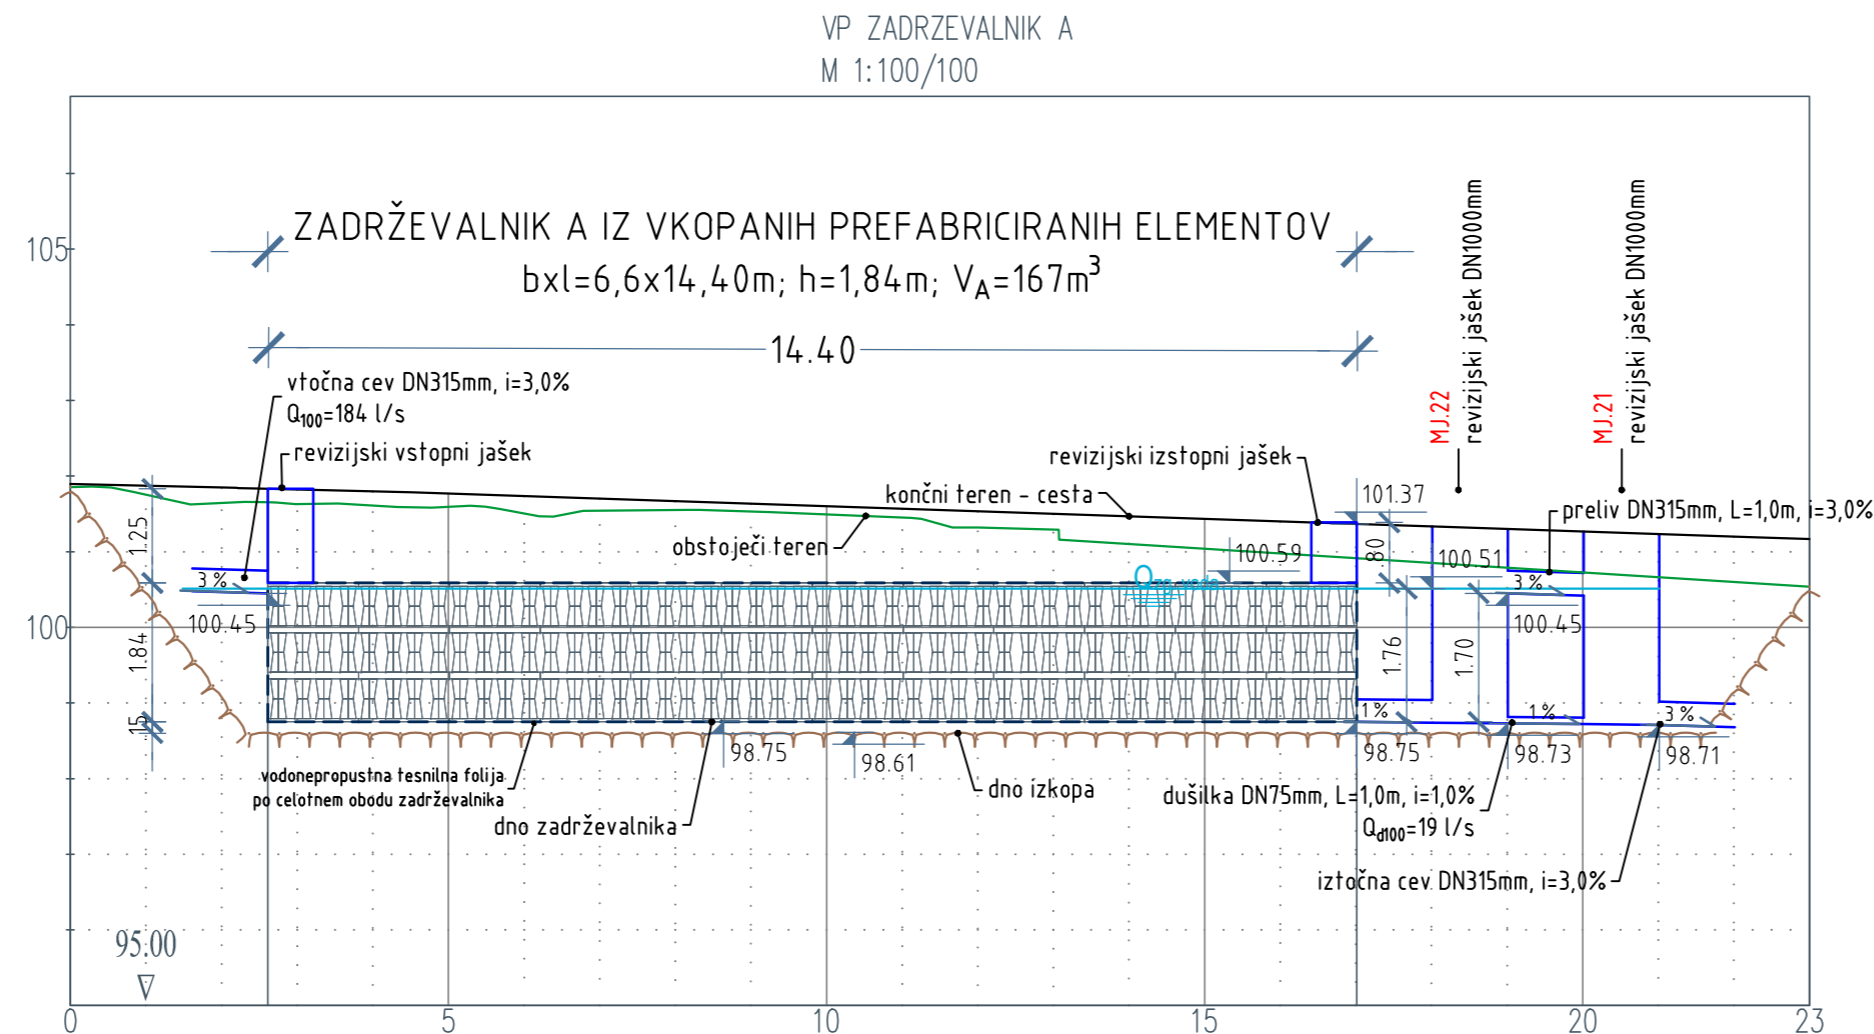 VP ZADRZEVALNIK A
M 1:100/100
ZADRŽEVALNIK A IZ VKOPANIH PREFABRICIRANIH ELEMENTOV
bxl=6,6x14,40m; h=1,84m; V_A=167m³
14.40
105
100
95.00
vtočna cev DN315mm, i=3,0%
Q₁₀₀=184 l/s
revizijski vstopni jašek
revizijski izstopni jašek
končni teren - cesta
obstoječi teren
MJ.22
revizijski jašek DN1000mm
MJ.21
revizijski jašek DN1000mm
101.37
preliv DN315mm, L=1,0m, i=3,0%
1.25
.80
100.59
100.51
3%
3%
Qzg. voda
100.45
100.45
1.84
1.76
1.70
.15
1%
1%
3%
98.75
98.61
98.75
98.73
98.71
vodonepropustna tesnilna folija
po celotnem obodu zadrževalnika
dno zadrževalnika
dno izkopa
dušilka DN75mm, L=1,0m, i=1,0%
Q_d100=19 l/s
iztočna cev DN315mm, i=3,0%
0
5
10
15
20
23